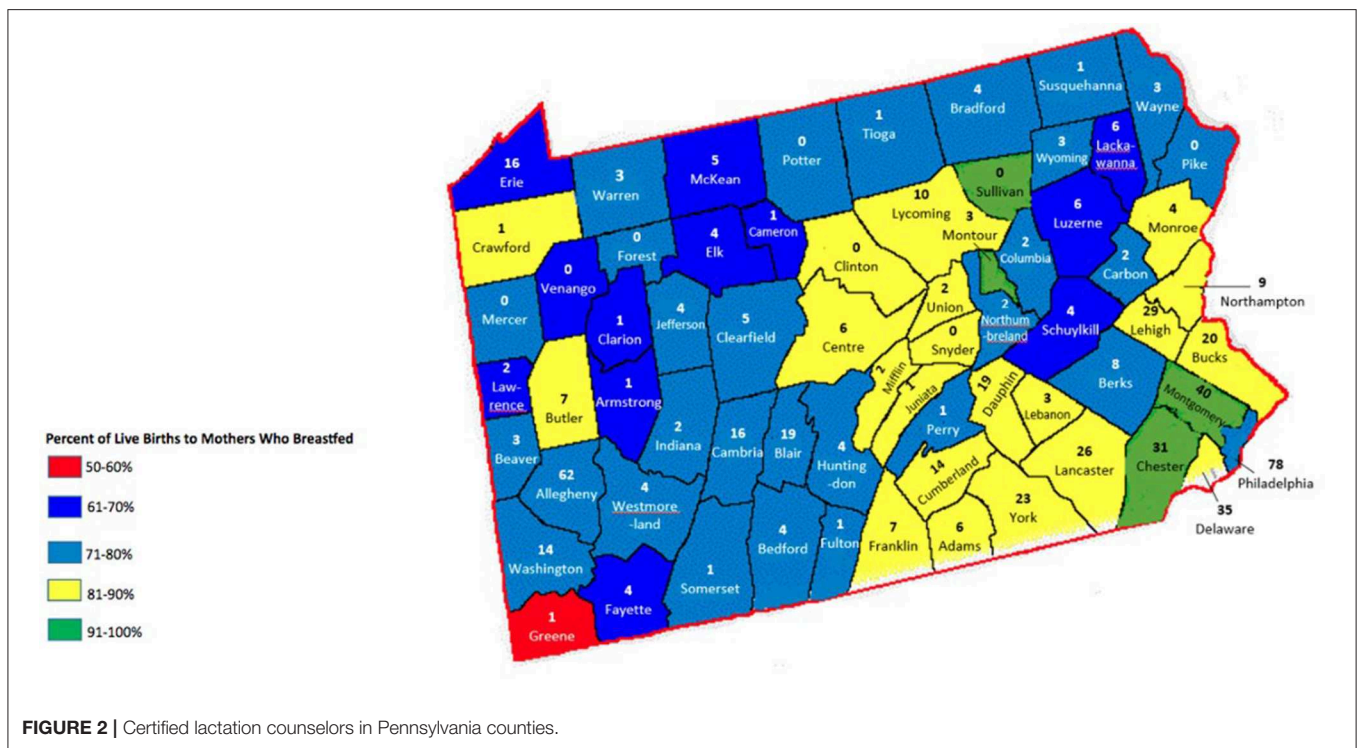 1
Susquehanna
4
Bradford
3
Wayne
1
Tioga
0
Potter
6
Lacka-
wanna
3
Wyoming
0
Pike
16
Erie
3
Warren
5
McKean
0
Sullivan
10
Lycoming
6
Luzerne
4
Monroe
1
Crawford
1
Cameron
4
Elk
0
Forest
3
Montour
2
Columbia
0
Clinton
2
Carbon
0
Venango
9
Northampton
2
Union
0
Mercer
4
Jefferson
5
Clearfield
1
Clarion
2
Northum
-breland
4
Schuylkill
29
Lehigh
6
Centre
0
Snyder
20
Bucks
2
Law-
rence
7
Butler
1
Armstrong
2
Mifflin
1
Juniata
19
Dauphin
8
Berks
40
Montgomery
3
Lebanon
1
Perry
Percent of Live Births to Mothers Who Breastfed
50-60%
61-70%
71-80%
81-90%
91-100%
3
Beaver
2
Indiana
16
Cambria
19
Blair
4
Hunting
-don
62
Allegheny
4
Westmore
-land
14
Cumberland
26
Lancaster
31
Chester
78
Philadelphia
35
Delaware
23
York
14
Washington
4
Bedford
1
Fulton
7
Franklin
6
Adams
1
Somerset
4
Fayette
1
Greene
FIGURE 2 | Certified lactation counselors in Pennsylvania counties.